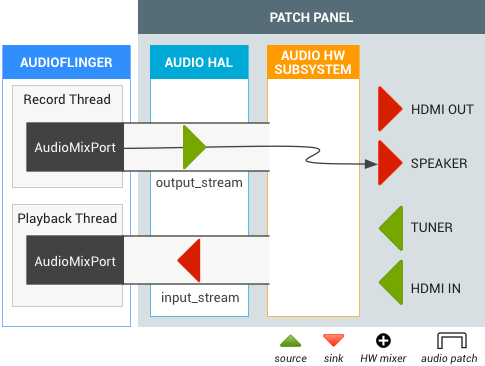 PATCH PANEL
AUDIOFLINGER
AUDIO HAL
AUDIO HW
SUBSYSTEM
Record Thread
AudioMixPort
output_stream
Playback Thread
AudioMixPort
input_stream
HDMI OUT
SPEAKER
TUNER
HDMI IN
source
sink
HW mixer
audio patch